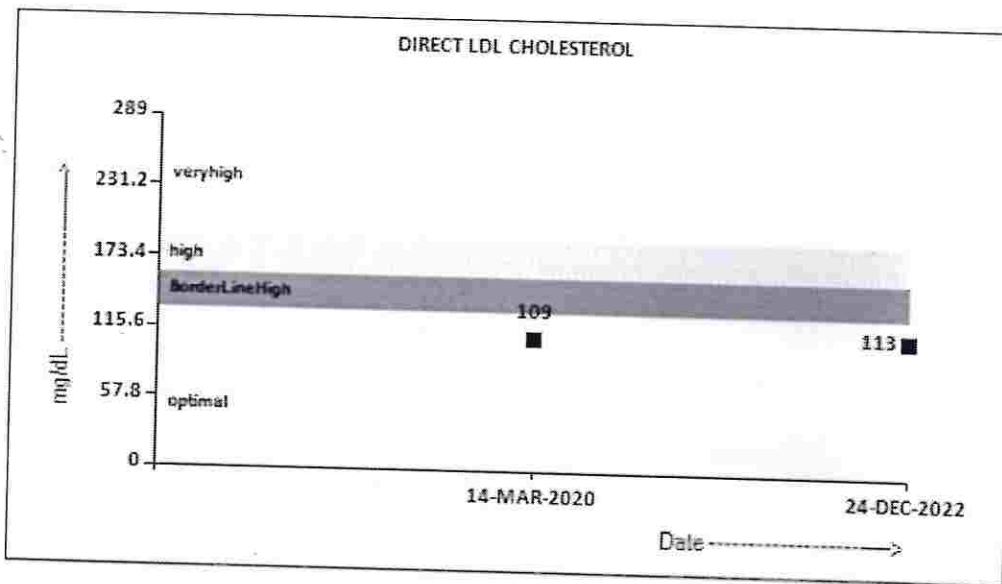 DIRECT LDL CHOLESTEROL
289
231.2
veryhigh
173.4
high
BorderLineHigh
109
115.6
113
mg/dL
57.8
optimal
0
14-MAR-2020
24-DEC-2022
Date